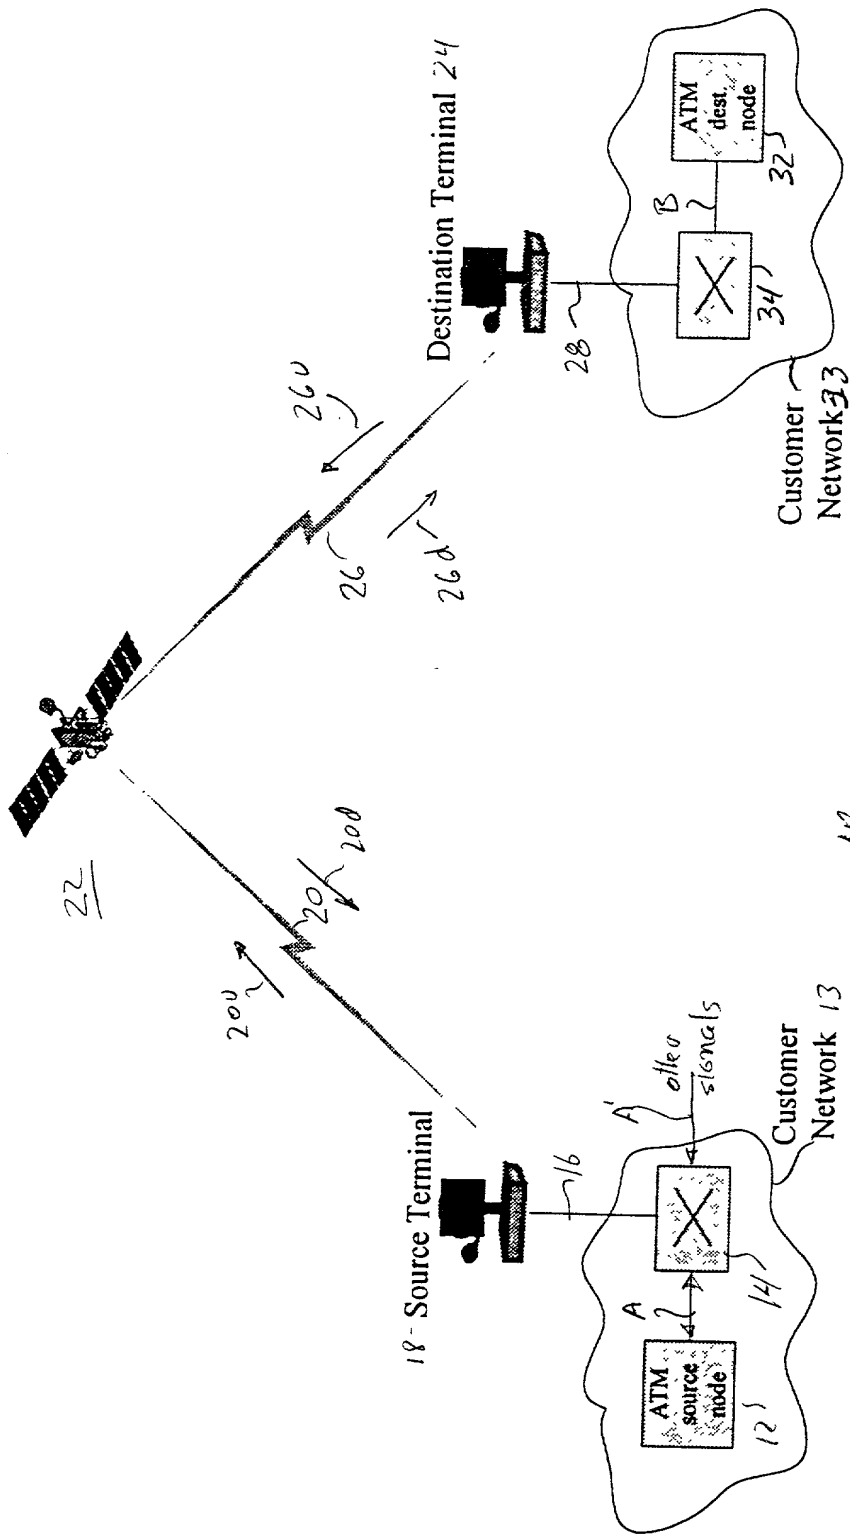 22
20U
20
20d
26U
26
26d
18- Source Terminal
Destination Terminal 24
16
28
ATM
source
node
12
A
14
A'
other
signals
Customer
Network 13
34
B
ATM
dest.
node
32
Customer
Network 33